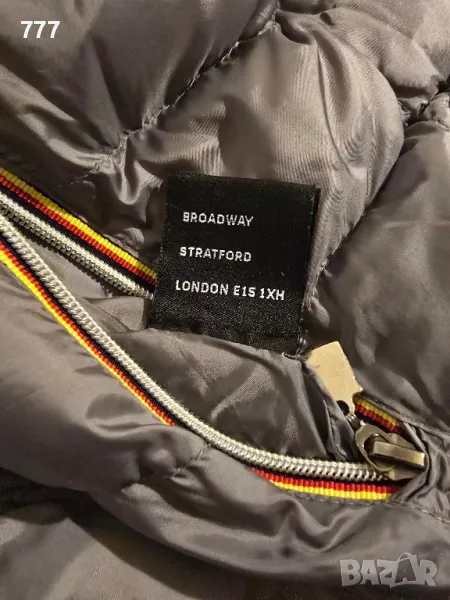 777
BROADWAY
STRATFORD
LONDON E15 1XH
BAZAR